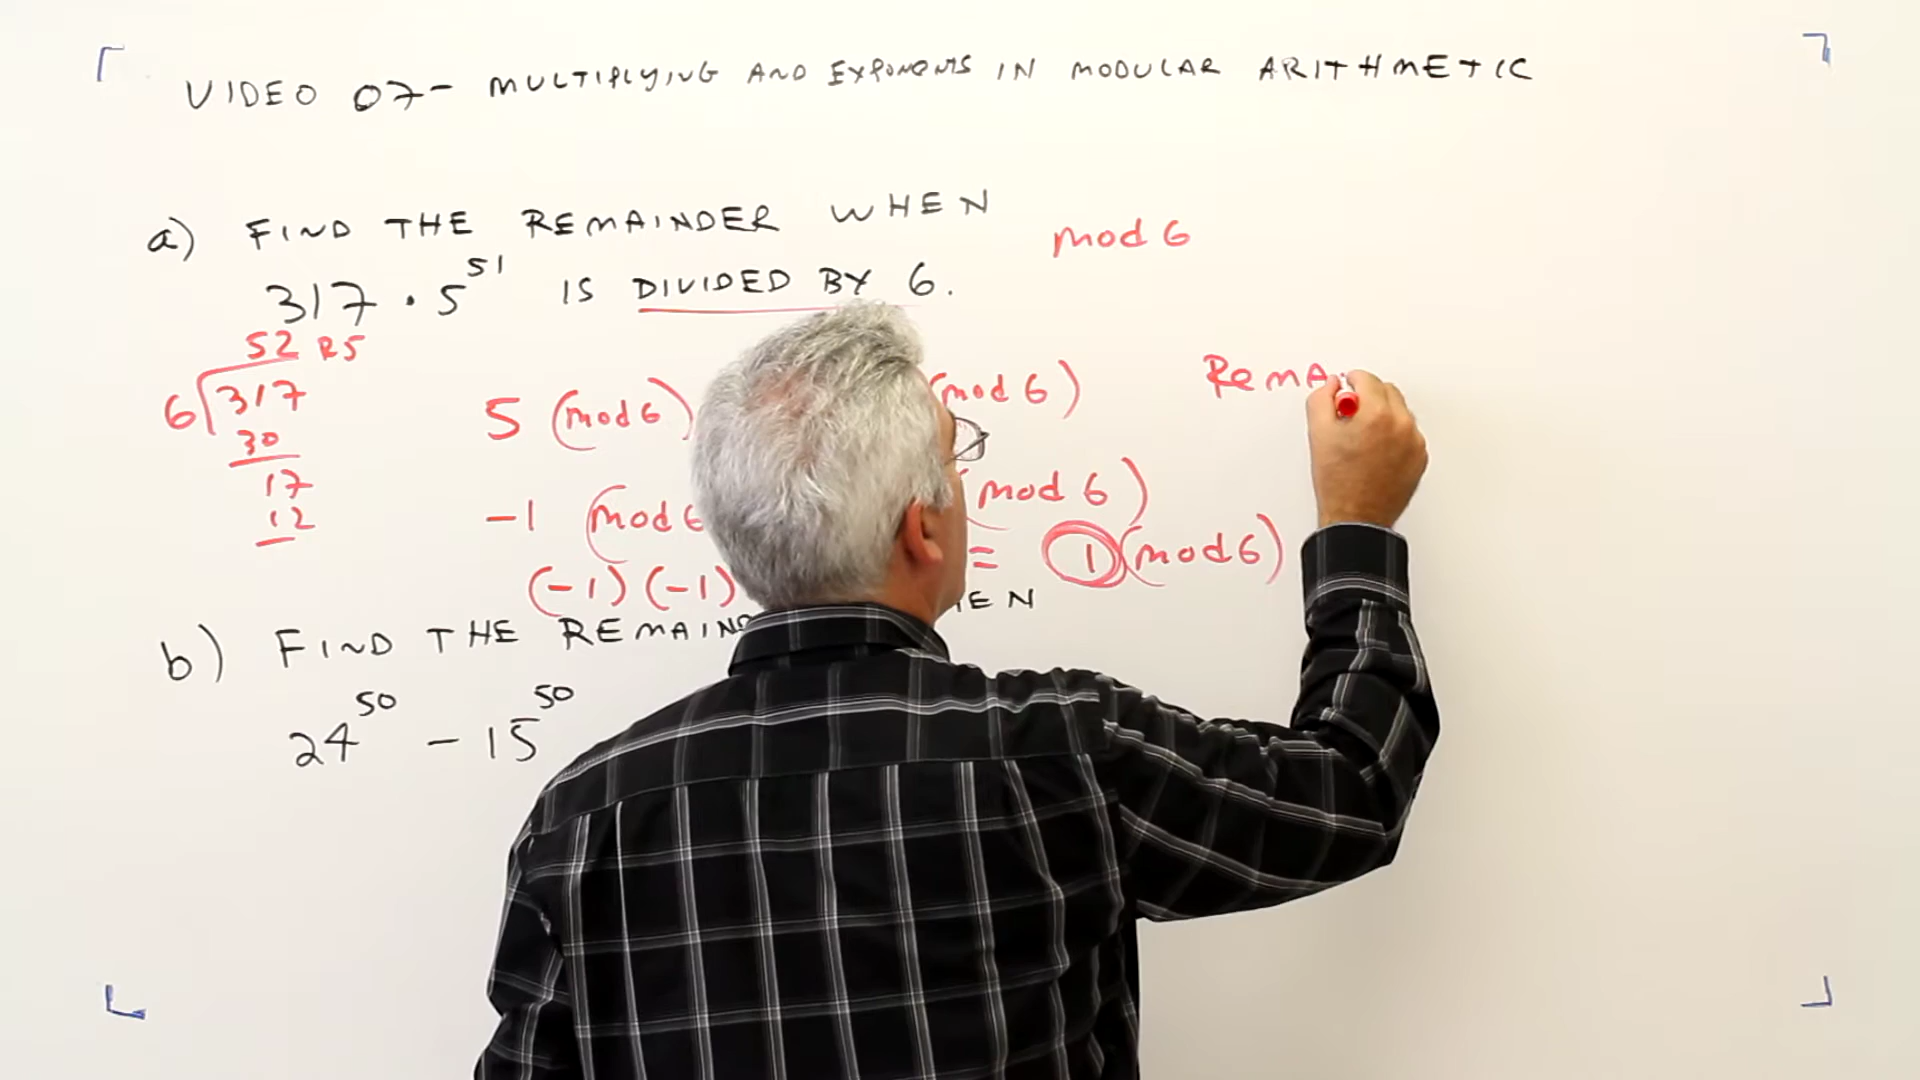 VIDEO 07- MULTIPLYING AND EXPONENTS IN MODULAR ARITHMETIC
a) FIND THE REMAINDER WHEN
317 · 5^51 IS DIVIDED BY 6.
mod 6
52 R5
6 317
30
17
12
5 (mod 6) (mod 6)
-1 (mod 6 (mod 6)
(-1) (-1) ≡ 1 (mod 6)
REMA
b) FIND THE REMAIN EN
24^50 - 15^50